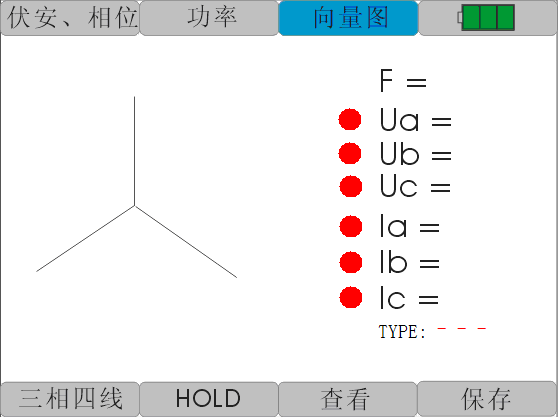 伏安、相位 功率 向量图
F =
Ua =
Ub =
Uc =
Ia =
Ib =
Ic =
TYPE: - - -
三相四线 HOLD 查看 保存